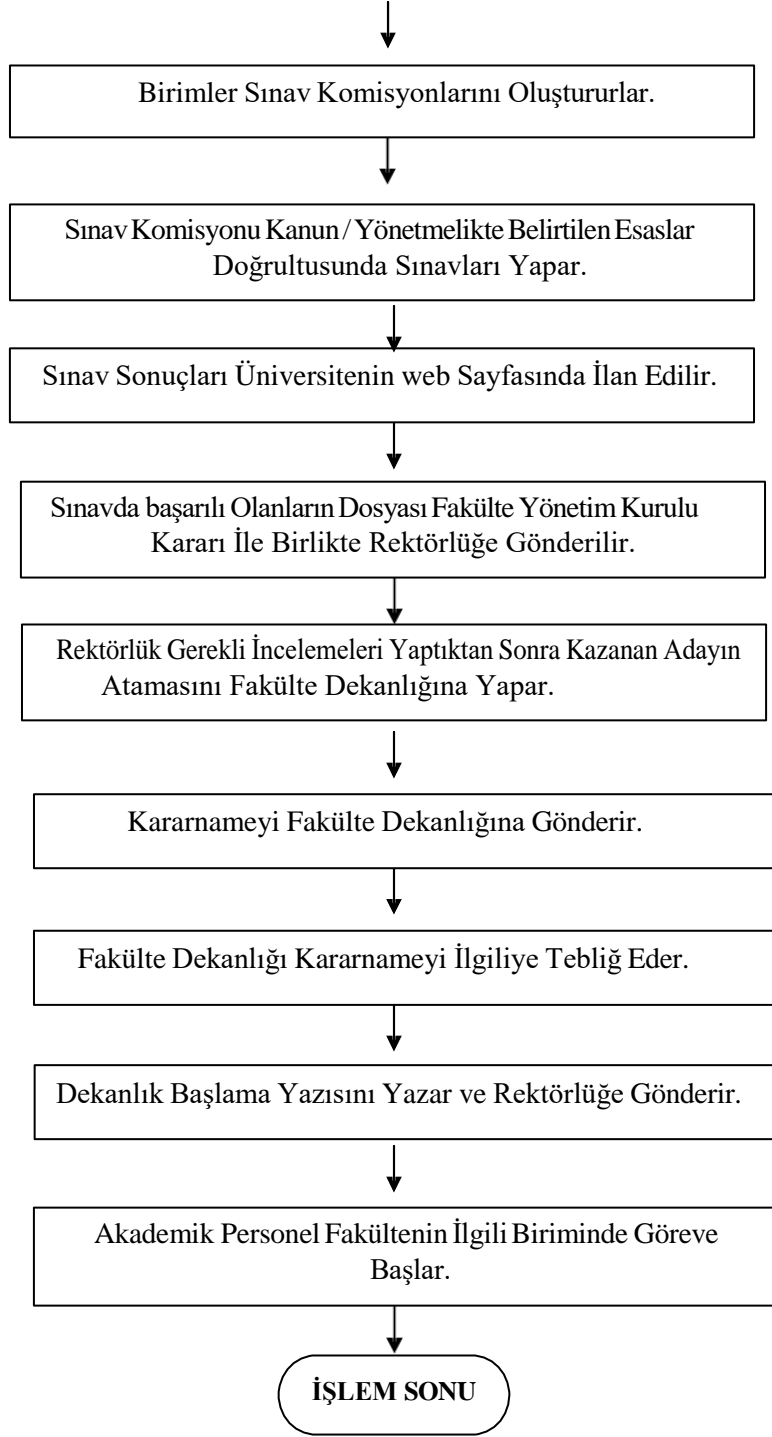 Birimler Sınav Komisyonlarını Oluştururlar.
Sınav Komisyonu Kanun / Yönetmelikte Belirtilen Esaslar
Doğrultusunda Sınavları Yapar.
Sınav Sonuçları Üniversitenin web Sayfasında İlan Edilir.
Sınavda başarılı Olanların Dosyası Fakülte Yönetim Kurulu
Kararı İle Birlikte Rektörlüğe Gönderilir.
Rektörlük Gerekli İncelemeleri Yaptıktan Sonra Kazanan Adayın
Atamasını Fakülte Dekanlığına Yapar.
Kararnameyi Fakülte Dekanlığına Gönderir.
Fakülte Dekanlığı Kararnameyi İlgiliye Tebliğ Eder.
Dekanlık Başlama Yazısını Yazar ve Rektörlüğe Gönderir.
Akademik Personel Fakültenin İlgili Biriminde Göreve
Başlar.
İŞLEM SONU